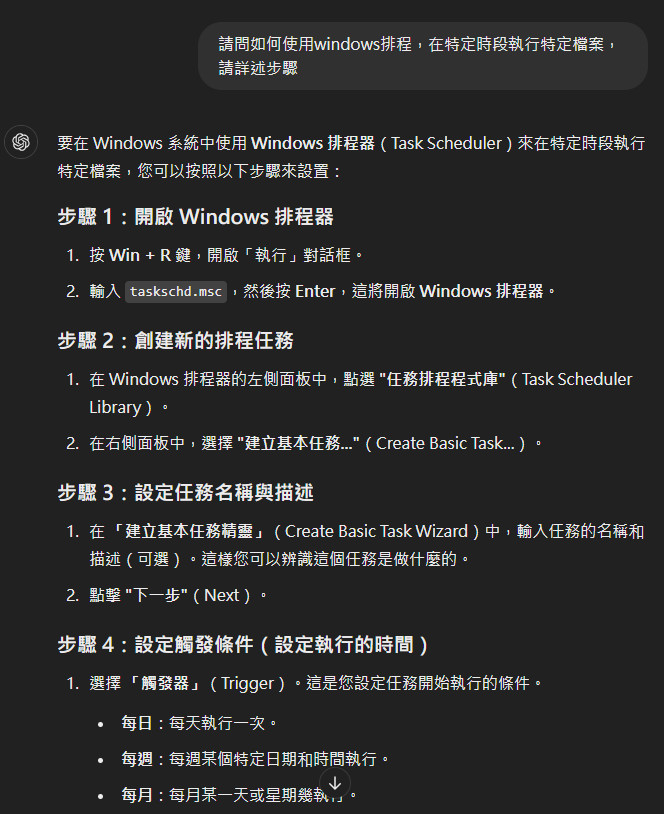 請問如何使用windows排程，在特定時段執行特定檔案，
請詳述步驟
要在 Windows 系統中使用 Windows 排程器（Task Scheduler）來在特定時段執行
特定檔案，您可以按照以下步驟來設置：
步驟 1：開啟 Windows 排程器
1. 按 Win + R 鍵，開啟「執行」對話框。
2. 輸入 taskschd.msc，然後按 Enter，這將開啟 Windows 排程器。
步驟 2：創建新的排程任務
1. 在 Windows 排程器的左側面板中，點選 "任務排程程式庫"（Task Scheduler
Library）。
2. 在右側面板中，選擇 "建立基本任務..."（Create Basic Task...）。
步驟 3：設定任務名稱與描述
1. 在「建立基本任務精靈」（Create Basic Task Wizard）中，輸入任務的名稱和
描述（可選）。這樣您可以辨識這個任務是做什麼的。
2. 點擊 "下一步"（Next）。
步驟 4：設定觸發條件（設定執行的時間）
1. 選擇「觸發器」（Trigger）。這是您設定任務開始執行的條件。
• 每日：每天執行一次。
• 每週：每週某個特定日期和時間執行。
• 每月：每月某一天或星期幾執行。